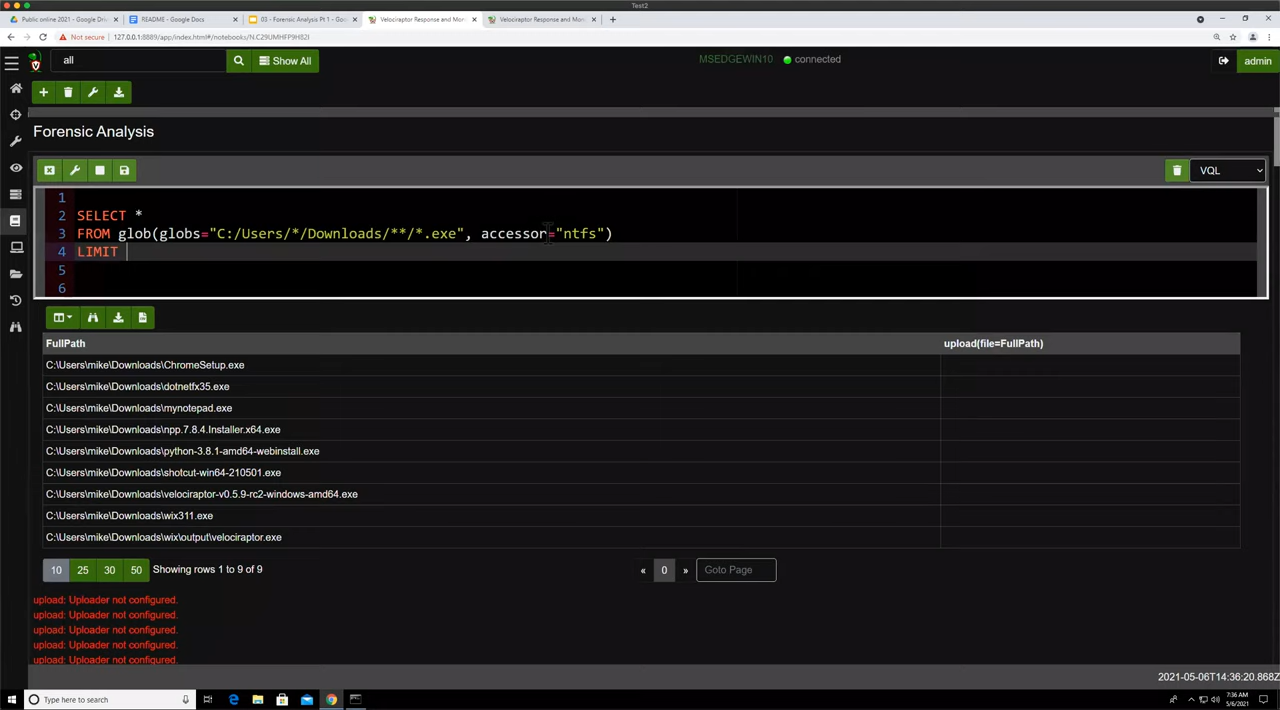 Test2
Public online 2021 - Google Driv
README - Google Docs
03 - Forensic Analysis Pt 1 - Goo
Velociraptor Response and Mon
Velociraptor Response and Mon
Not secure
127.0.0.1:8889/app/index.html#/notebooks/N.C29UMHFP9H82I
all
Show All
MSEDGEWIN10
connected
admin
Forensic Analysis
VQL
1
2 SELECT *
3 FROM glob(globs="C:/Users/*/Downloads/**/*.exe", accessor="ntfs")
4 LIMIT
5
6
FullPath
upload(file=FullPath)
C:\Users\mike\Downloads\ChromeSetup.exe
C:\Users\mike\Downloads\dotnetfx35.exe
C:\Users\mike\Downloads\mynotepad.exe
C:\Users\mike\Downloads\npp.7.8.4.Installer.x64.exe
C:\Users\mike\Downloads\python-3.8.1-amd64-webinstall.exe
C:\Users\mike\Downloads\shotcut-win64-210501.exe
C:\Users\mike\Downloads\velociraptor-v0.5.9-rc2-windows-amd64.exe
C:\Users\mike\Downloads\wix311.exe
C:\Users\mike\Downloads\wix\output\velociraptor.exe
10 25 30 50 Showing rows 1 to 9 of 9
« 0 » Goto Page
upload: Uploader not configured.
upload: Uploader not configured.
upload: Uploader not configured.
upload: Uploader not configured.
upload: Uploader not configured.
2021-05-06T14:36:20.868Z
Type here to search
7:36 AM
5/6/2021